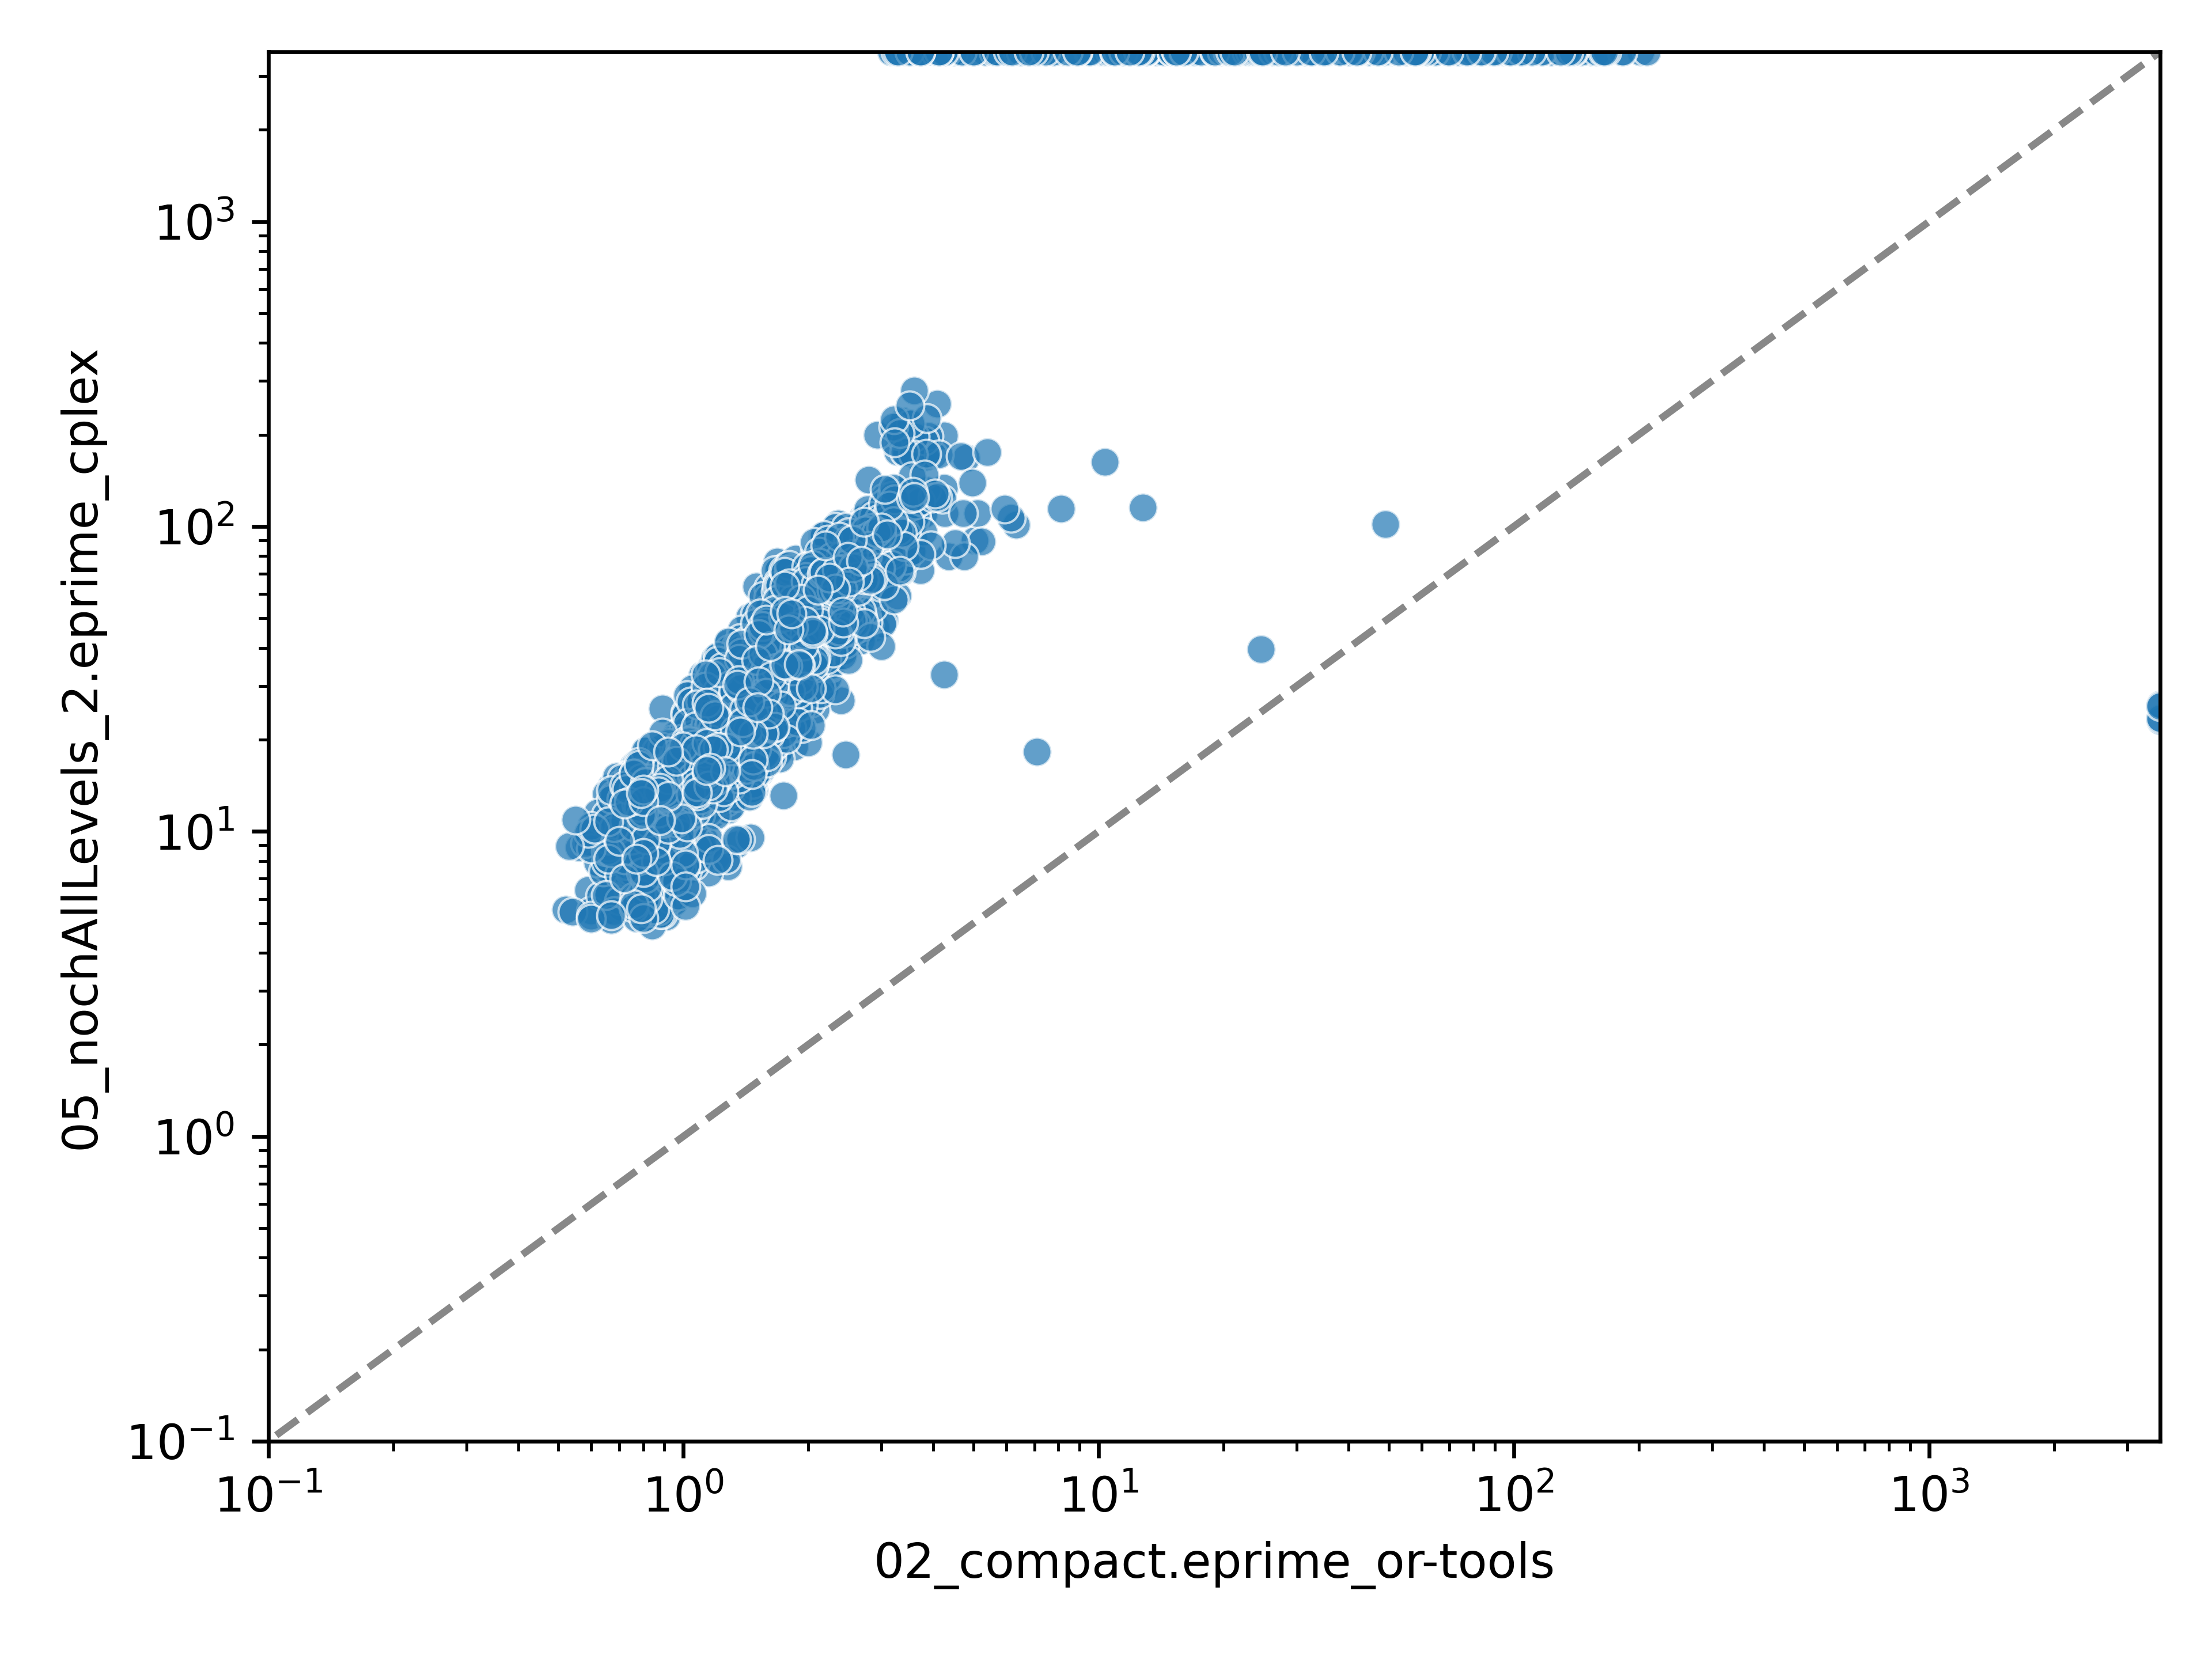 05_nochAllLevels_2.eprime_cplex
10³
10²
10¹
10⁰
10⁻¹
10⁻¹ 10⁰ 10¹ 10² 10³
02_compact.eprime_or-tools